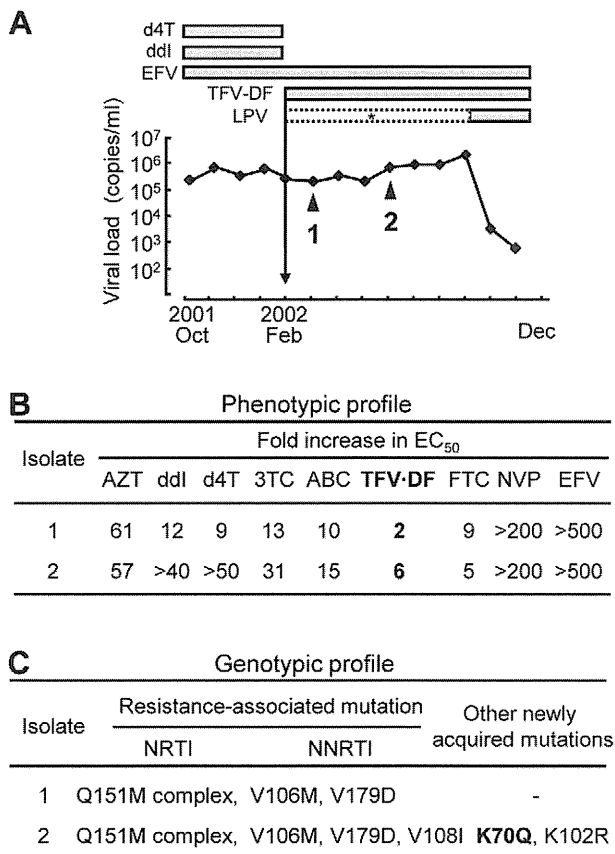 A
d4T
ddI
EFV
TFV-DF
LPV
*
Viral load (copies/ml)
10⁷
10⁶
10⁵
10⁴
10³
10²
1 2
2001 2002
Oct Feb Dec
B Phenotypic profile
Isolate Fold increase in EC₅₀
AZT ddI d4T 3TC ABC TFV·DF FTC NVP EFV
1 61 12 9 13 10 2 9 >200 >500
2 57 >40 >50 31 15 6 5 >200 >500
C Genotypic profile
Isolate Resistance-associated mutation Other newly acquired mutations
NRTI NNRTI
1 Q151M complex, V106M, V179D -
2 Q151M complex, V106M, V179D, V108I K70Q, K102R